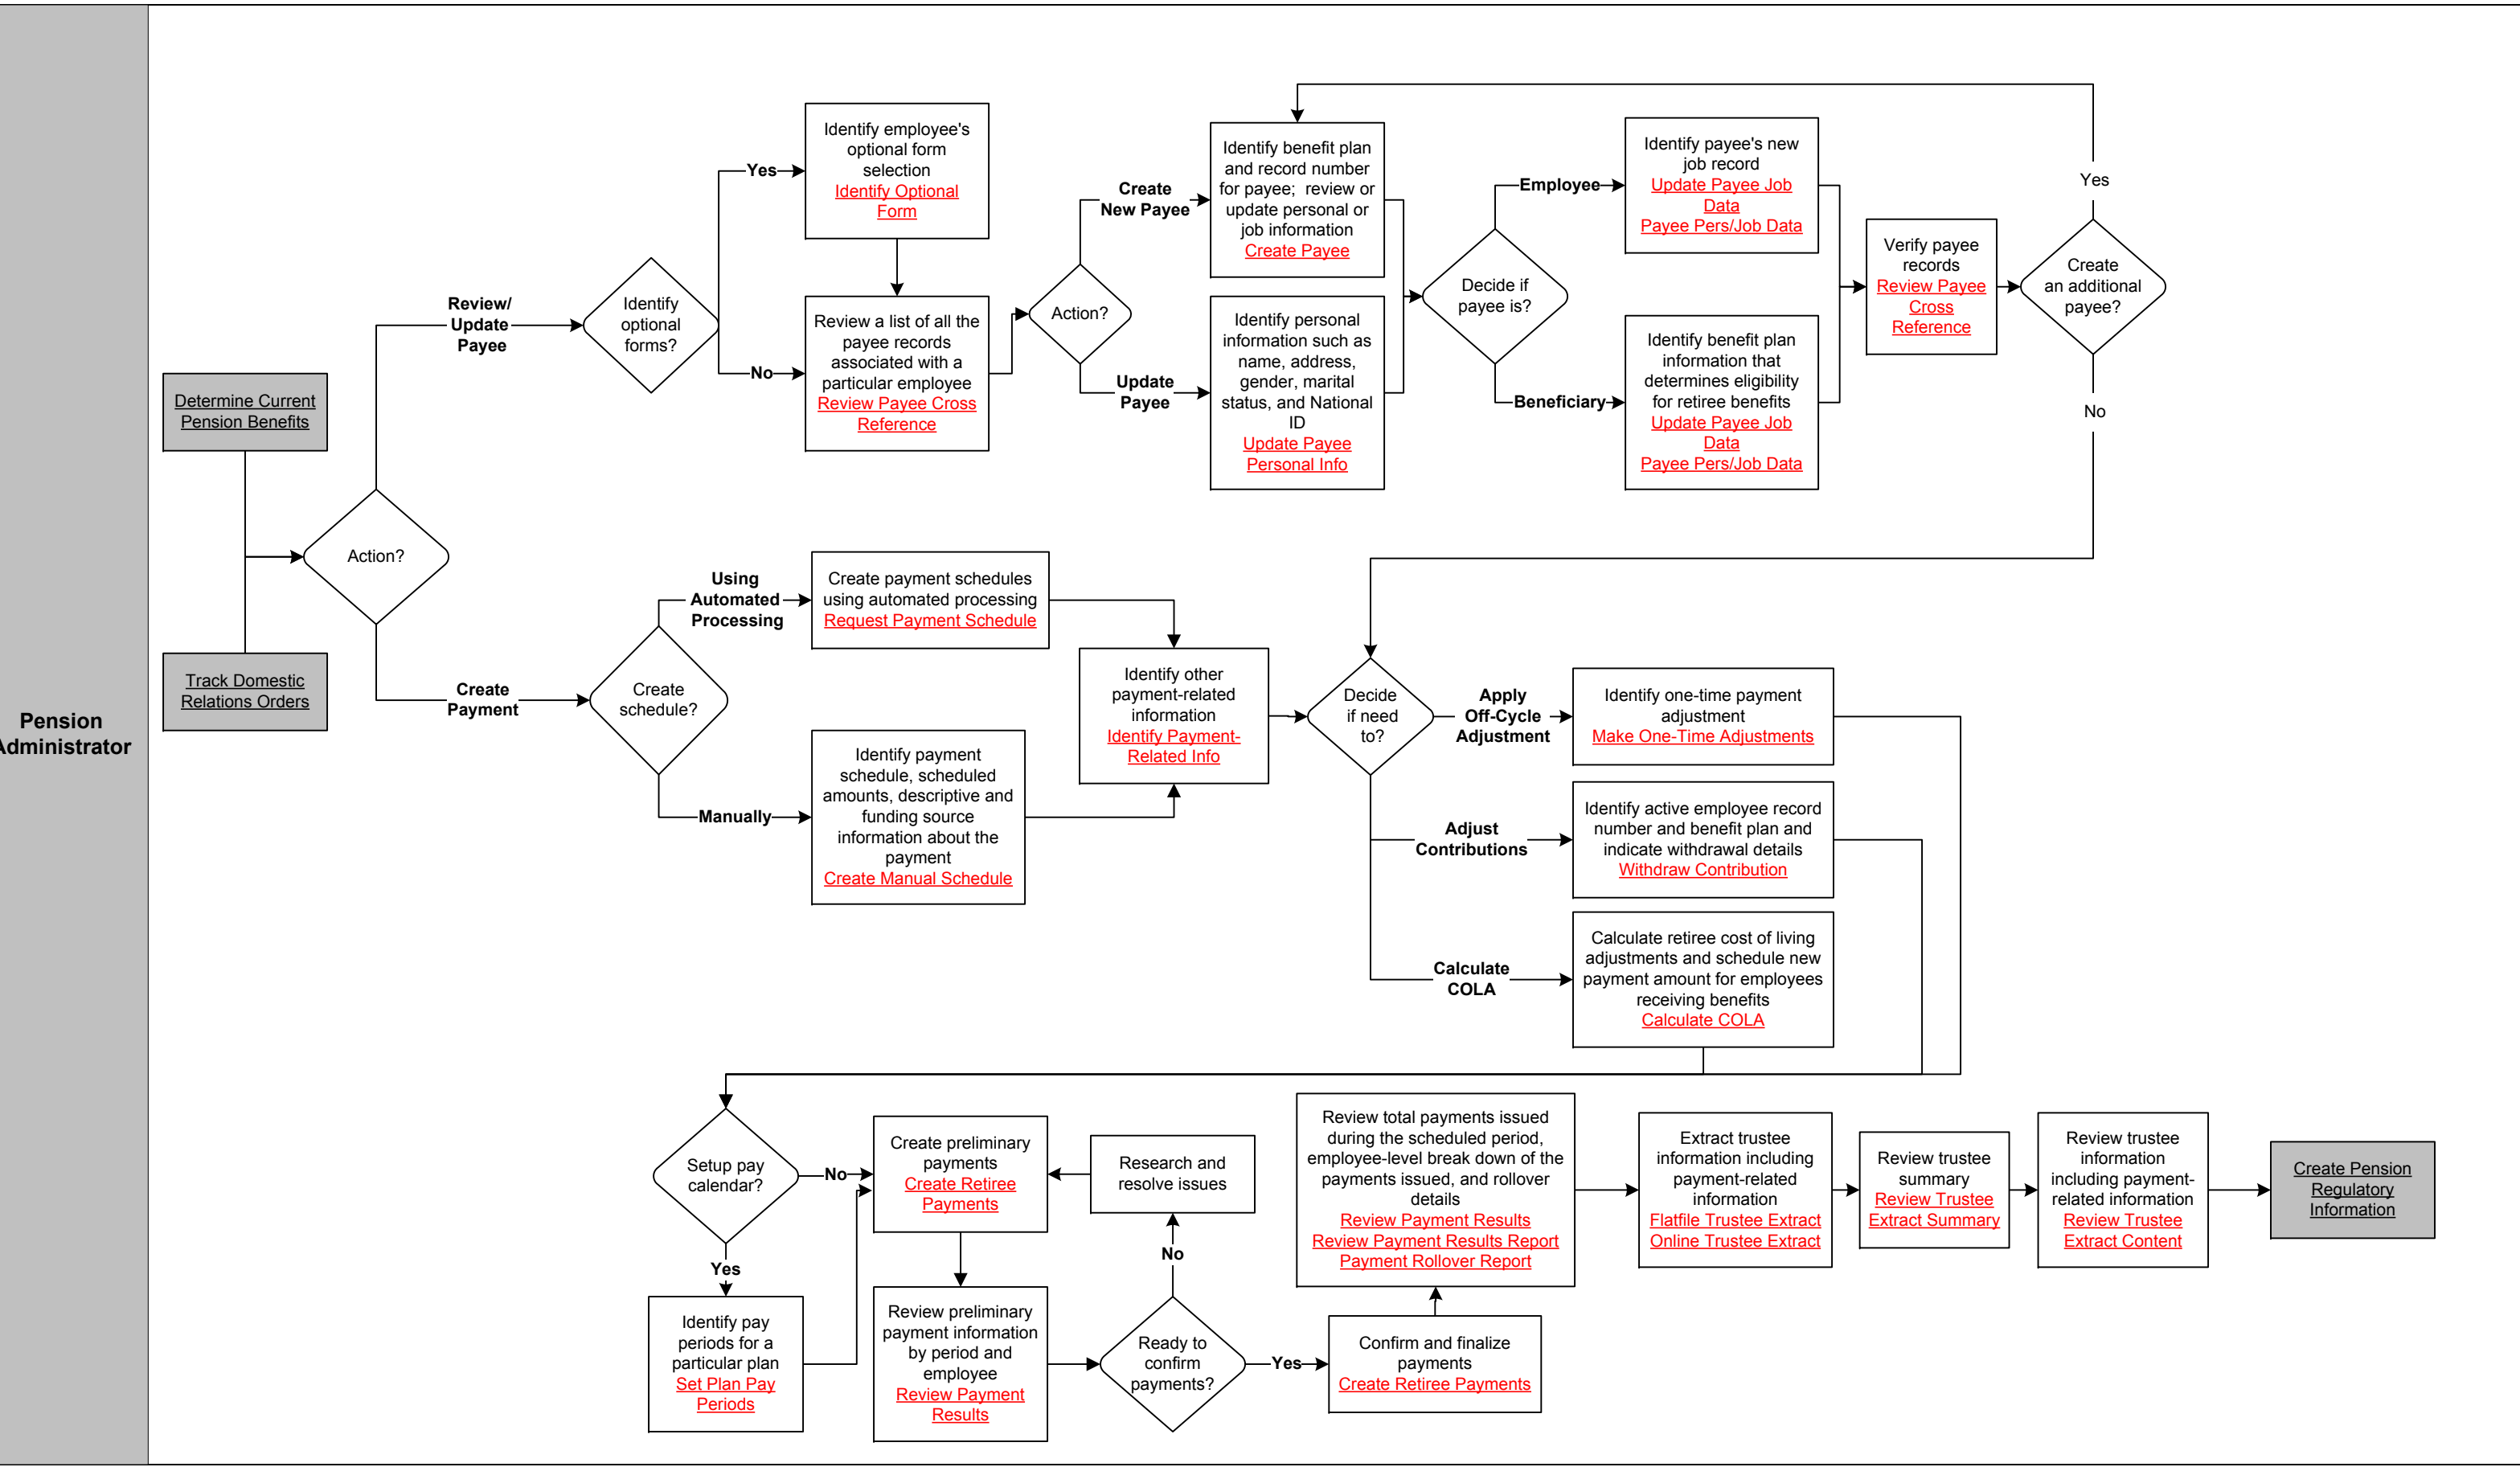 Pension
Administrator
Determine Current
Pension Benefits
Track Domestic
Relations Orders
Action?
Review/
Update
Payee
Create
Payment
Identify
optional
forms?
Yes
No
Identify employee's
optional form
selection
Identify Optional
Form
Review a list of all the
payee records
associated with a
particular employee
Review Payee Cross
Reference
Action?
Create
New Payee
Update
Payee
Identify benefit plan
and record number
for payee;  review or
update personal or
job information
Create Payee
Identify personal
information such as
name, address,
gender, marital
status, and National
ID
Update Payee
Personal Info
Decide if
payee is?
Employee
Beneficiary
Identify payee's new
job record
Update Payee Job
Data
Payee Pers/Job Data
Identify benefit plan
information that
determines eligibility
for retiree benefits
Update Payee Job
Data
Payee Pers/Job Data
Verify payee
records
Review Payee
Cross
Reference
Create
an additional
payee?
Yes
No
Create
schedule?
Using
Automated
Processing
Manually
Create payment schedules
using automated processing
Request Payment Schedule
Identify payment
schedule, scheduled
amounts, descriptive and
funding source
information about the
payment
Create Manual Schedule
Identify other
payment-related
information
Identify Payment-
Related Info
Decide
if need
to?
Apply
Off-Cycle
Adjustment
Adjust
Contributions
Calculate
COLA
Identify one-time payment
adjustment
Make One-Time Adjustments
Identify active employee record
number and benefit plan and
indicate withdrawal details
Withdraw Contribution
Calculate retiree cost of living
adjustments and schedule new
payment amount for employees
receiving benefits
Calculate COLA
Setup pay
calendar?
No
Yes
Identify pay
periods for a
particular plan
Set Plan Pay
Periods
Create preliminary
payments
Create Retiree
Payments
Review preliminary
payment information
by period and
employee
Review Payment
Results
Research and
resolve issues
No
Ready to
confirm
payments?
Yes
Confirm and finalize
payments
Create Retiree Payments
Review total payments issued
during the scheduled period,
employee-level break down of the
payments issued, and rollover
details
Review Payment Results
Review Payment Results Report
Payment Rollover Report
Extract trustee
information including
payment-related
information
Flatfile Trustee Extract
Online Trustee Extract
Review trustee
summary
Review Trustee
Extract Summary
Review trustee
information
including payment-
related information
Review Trustee
Extract Content
Create Pension
Regulatory
Information